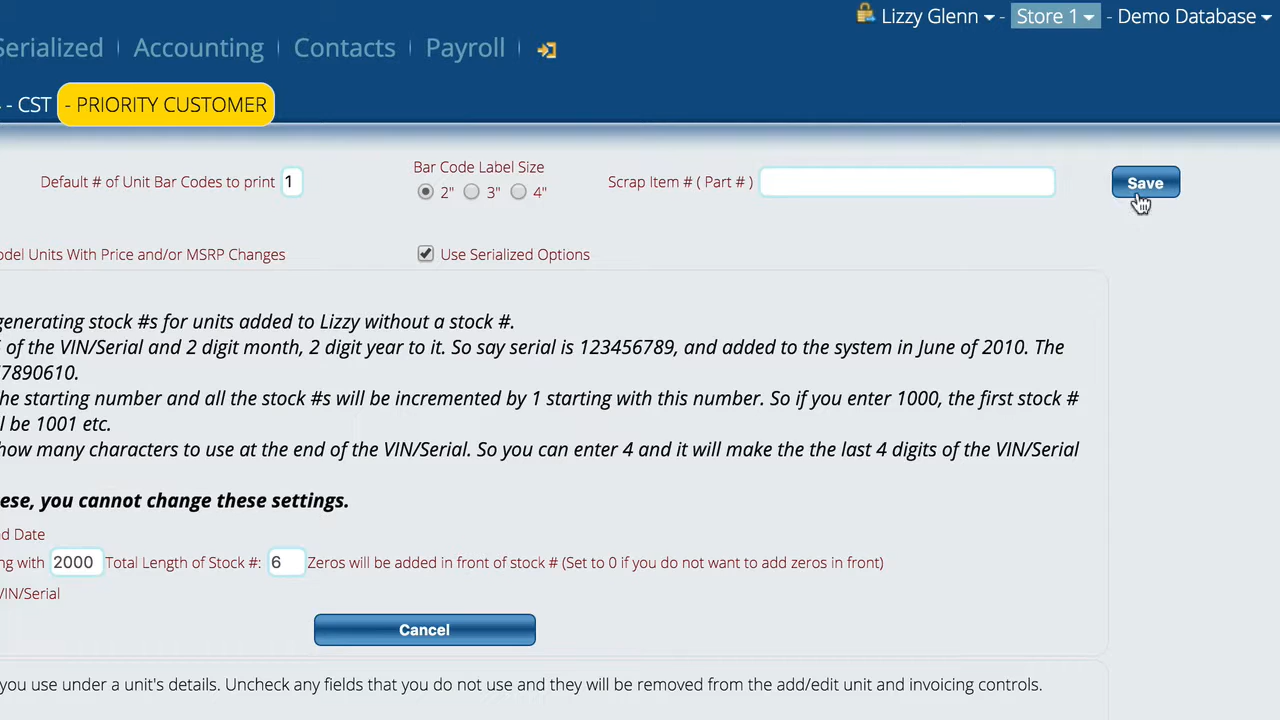 Lizzy Glenn - Store 1 - Demo Database
Serialized | Accounting | Contacts | Payroll |
- CST - PRIORITY CUSTOMER
Bar Code Label Size
Default # of Unit Bar Codes to print 1 2" 3" 4" Scrap Item # ( Part # ) Save
odel Units With Price and/or MSRP Changes Use Serialized Options
generating stock #s for units added to Lizzy without a stock #.
of the VIN/Serial and 2 digit month, 2 digit year to it. So say serial is 123456789, and added to the system in June of 2010. The
7890610.
he starting number and all the stock #s will be incremented by 1 starting with this number. So if you enter 1000, the first stock #
l be 1001 etc.
how many characters to use at the end of the VIN/Serial. So you can enter 4 and it will make the the last 4 digits of the VIN/Serial
ese, you cannot change these settings.
d Date
ng with 2000 Total Length of Stock #: 6 Zeros will be added in front of stock # (Set to 0 if you do not want to add zeros in front)
VIN/Serial
Cancel
you use under a unit's details. Uncheck any fields that you do not use and they will be removed from the add/edit unit and invoicing controls.